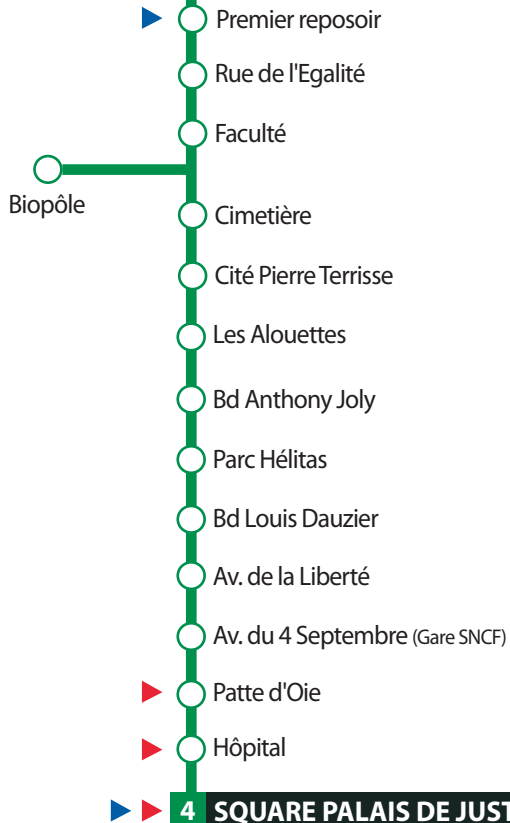 Premier reposoir
Rue de l'Egalité
Faculté
Biopôle
Cimetière
Cité Pierre Terrisse
Les Alouettes
Bd Anthony Joly
Parc Hélitas
Bd Louis Dauzier
Av. de la Liberté
Av. du 4 Septembre (Gare SNCF)
Patte d'Oie
Hôpital
4 SQUARE PALAIS DE